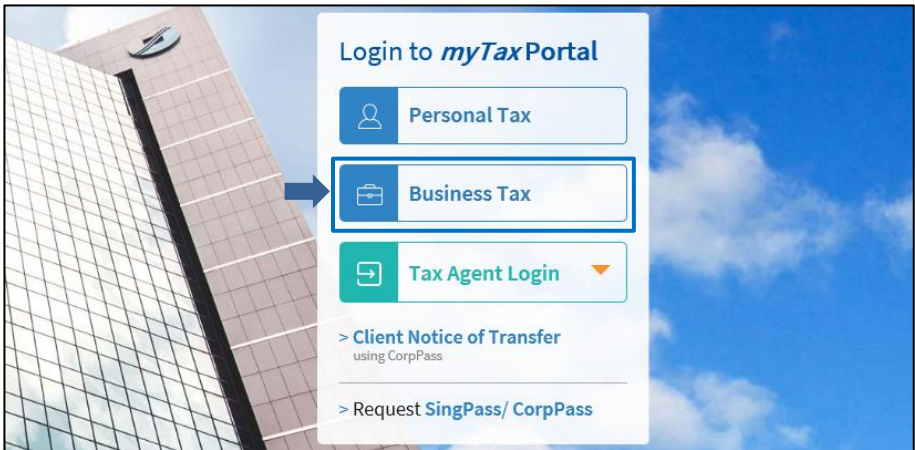 Login to myTax Portal
Personal Tax
Business Tax
Tax Agent Login
> Client Notice of Transfer
using CorpPass
> Request SingPass/ CorpPass